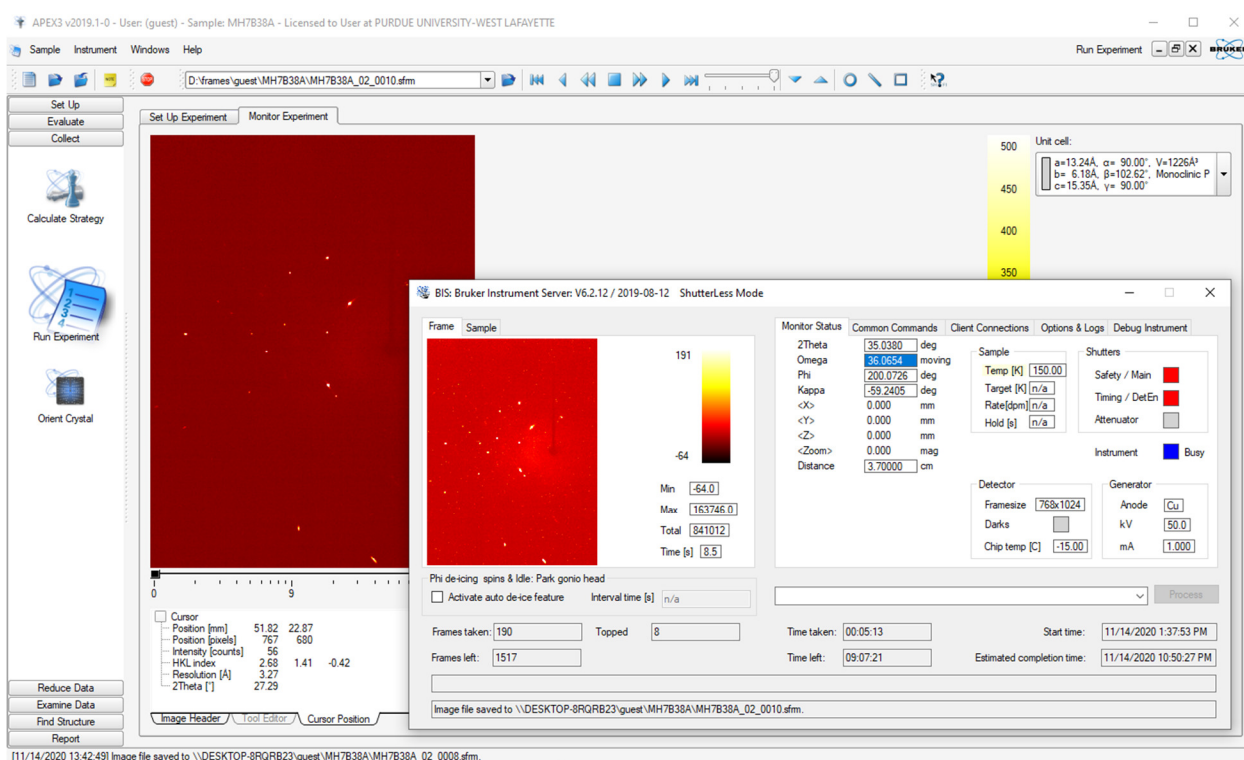 APEX3 v2019.1-0 - User: (guest) - Sample: MH7B38A - Licensed to User at PURDUE UNIVERSITY-WEST LAFAYETTE
Sample Instrument Windows Help
Run Experiment
BRUKER
D:\frames\guest\MH7B38A\MH7B38A_02_0010.sfrm
Set Up
Evaluate
Collect
Calculate Strategy
Run Experiment
Orient Crystal
Reduce Data
Examine Data
Find Structure
Report
Set Up Experiment Monitor Experiment
500
450
400
350
Unit cell:
a=13.24Å, α= 90.00°, V=1226Å³
b= 6.18Å, β=102.62°, Monoclinic P
c=15.35Å, γ= 90.00°
0 9
Cursor
Position [mm] 51.82 22.87
Position [pixels] 767 680
Intensity [counts] 56
HKL index 2.68 1.41 -0.42
Resolution [Å] 3.27
2Theta [°] 27.29
Image Header Tool Editor Cursor Position
BIS: Bruker Instrument Server: V6.2.12 / 2019-08-12 ShutterLess Mode
Frame Sample
191
-64
Min -64.0
Max 163746.0
Total 841012
Time [s] 8.5
Monitor Status Common Commands Client Connections Options & Logs Debug Instrument
2Theta 35.0380 deg
Omega 36.0654 moving
Phi 200.0726 deg
Kappa -59.2405 deg
<X> 0.000 mm
<Y> 0.000 mm
<Z> 0.000 mm
<Zoom> 0.000 mag
Distance 3.70000 cm
Sample
Temp [K] 150.00
Target [K] n/a
Rate[dpm] n/a
Hold [s] n/a
Shutters
Safety / Main
Timing / DetEn
Attenuator
Instrument Busy
Detector
Framesize 768x1024
Darks
Chip temp [C] -15.00
Generator
Anode Cu
kV 50.0
mA 1.000
Phi de-icing spins & Idle: Park gonio head
Activate auto de-ice feature Interval time [s] n/a
Process
Frames taken: 190 Topped 8 Time taken: 00:05:13 Start time: 11/14/2020 1:37:53 PM
Frames left: 1517 Time left: 09:07:21 Estimated completion time: 11/14/2020 10:50:27 PM
Image file saved to \\DESKTOP-8RQRB23\guest\MH7B38A\MH7B38A_02_0010.sfrm.
[11/14/2020 13:42:49] Image file saved to \\DESKTOP-8RQRB23\guest\MH7B38A\MH7B38A_02_0008.sfrm.